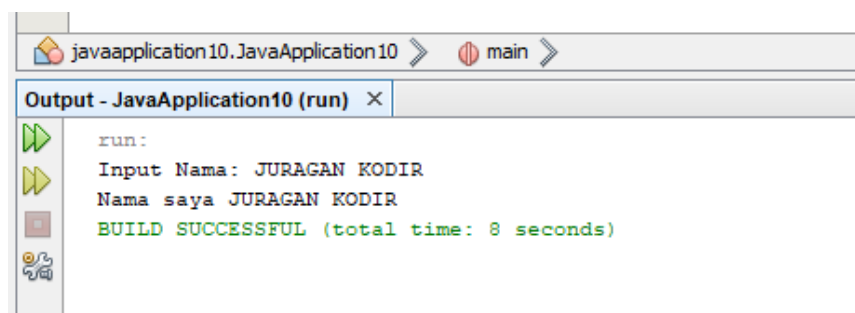 javaapplication10.JavaApplication10 main
Output - JavaApplication10 (run) ×
run:
Input Nama: JURAGAN KODIR
Nama saya JURAGAN KODIR
BUILD SUCCESSFUL (total time: 8 seconds)